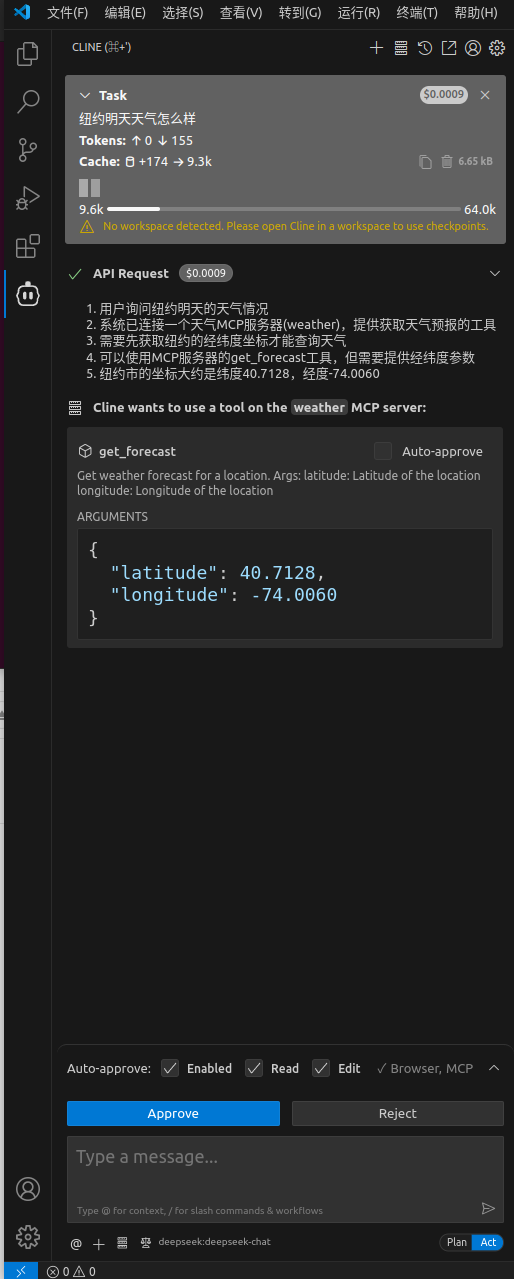 文件(F) 编辑(E) 选择(S) 查看(V) 转到(G) 运行(R) 终端(T) 帮助(H)
CLINE (⌘+')
Task $0.0009
纽约明天天气怎么样
Tokens: ↑ 0 ↓ 155
Cache: +174 → 9.3k 6.65 kB
9.6k 64.0k
No workspace detected. Please open Cline in a workspace to use checkpoints.
API Request $0.0009
1. 用户询问纽约明天的天气情况
2. 系统已连接一个天气MCP服务器(weather)，提供获取天气预报的工具
3. 需要先获取纽约的经纬度坐标才能查询天气
4. 可以使用MCP服务器的get_forecast工具，但需要提供经纬度参数
5. 纽约市的坐标大约是纬度40.7128，经度-74.0060
Cline wants to use a tool on the weather MCP server:
get_forecast Auto-approve
Get weather forecast for a location. Args: latitude: Latitude of the location
longitude: Longitude of the location
ARGUMENTS
{
"latitude": 40.7128,
"longitude": -74.0060
}
Auto-approve: ✓ Enabled ✓ Read ✓ Edit ✓ Browser, MCP
Approve Reject
Type a message...
Type @ for context, / for slash commands & workflows
@ + deepseek:deepseek-chat Plan Act
0 0